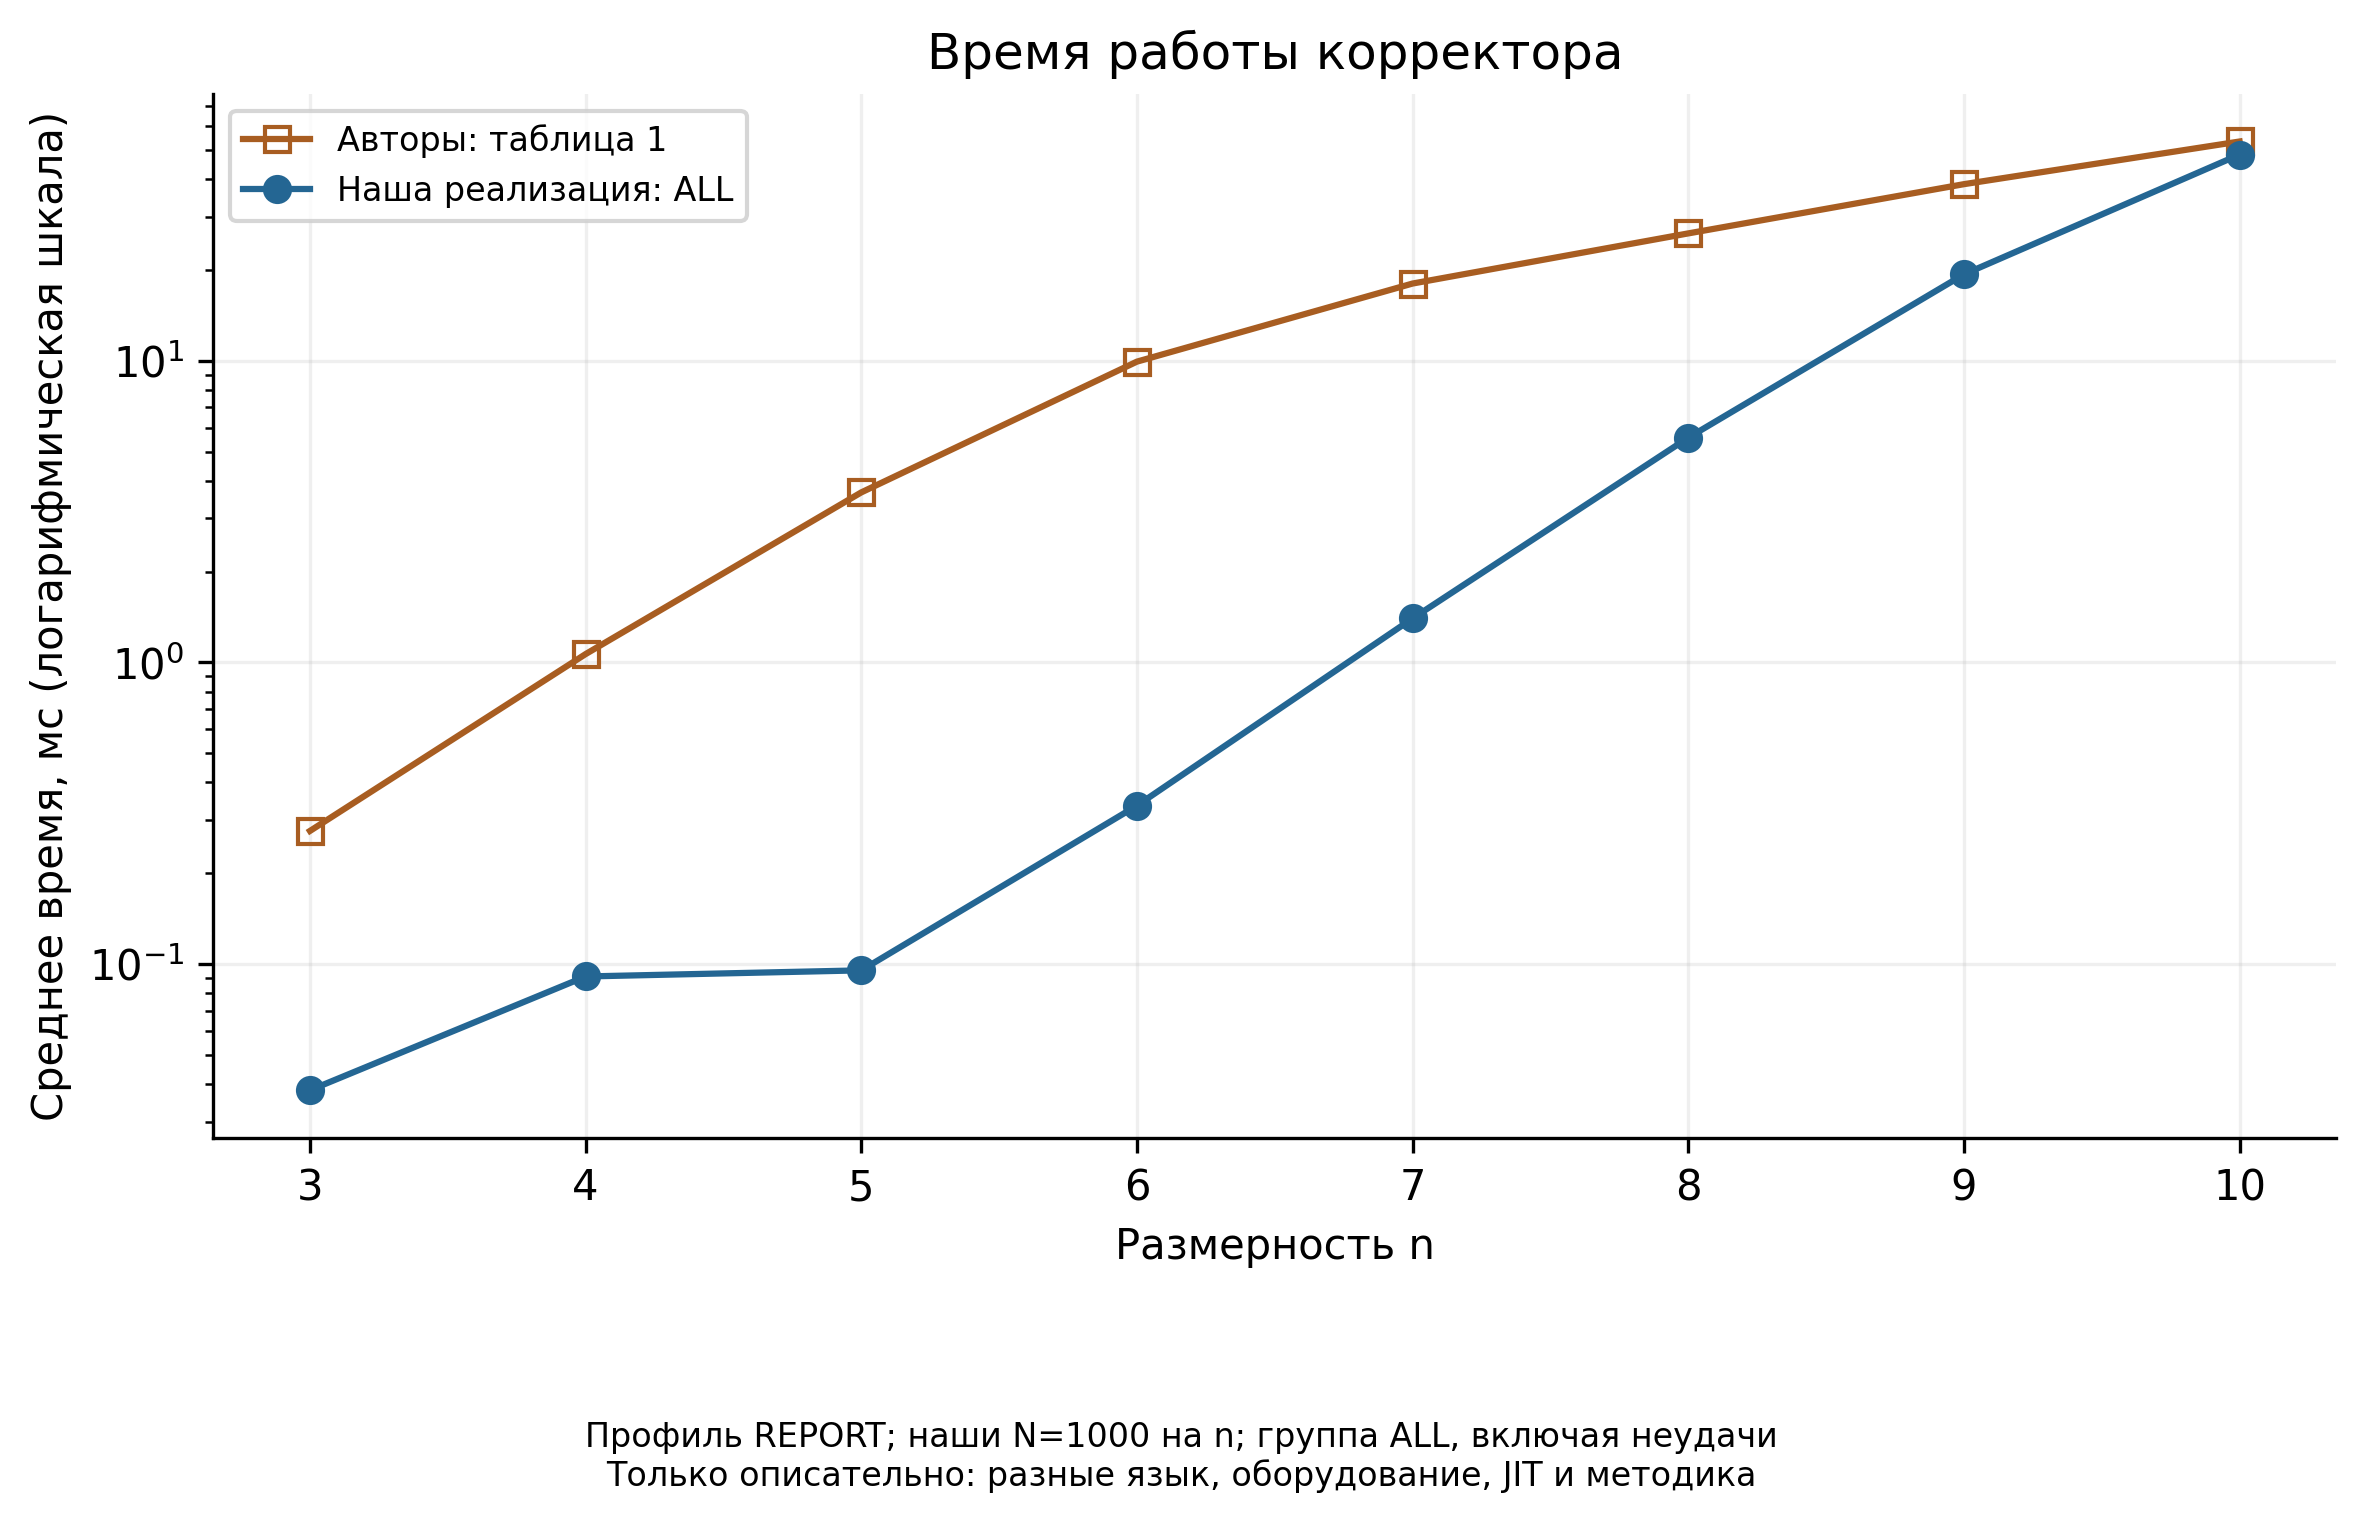 Время работы корректора
Авторы: таблица 1
Наша реализация: ALL
Среднее время, мс (логарифмическая шкала)
10¹
10⁰
10⁻¹
3 4 5 6 7 8 9 10
Размерность n
Профиль REPORT; наши N=1000 на n; группа ALL, включая неудачи
Только описательно: разные язык, оборудование, JIT и методика